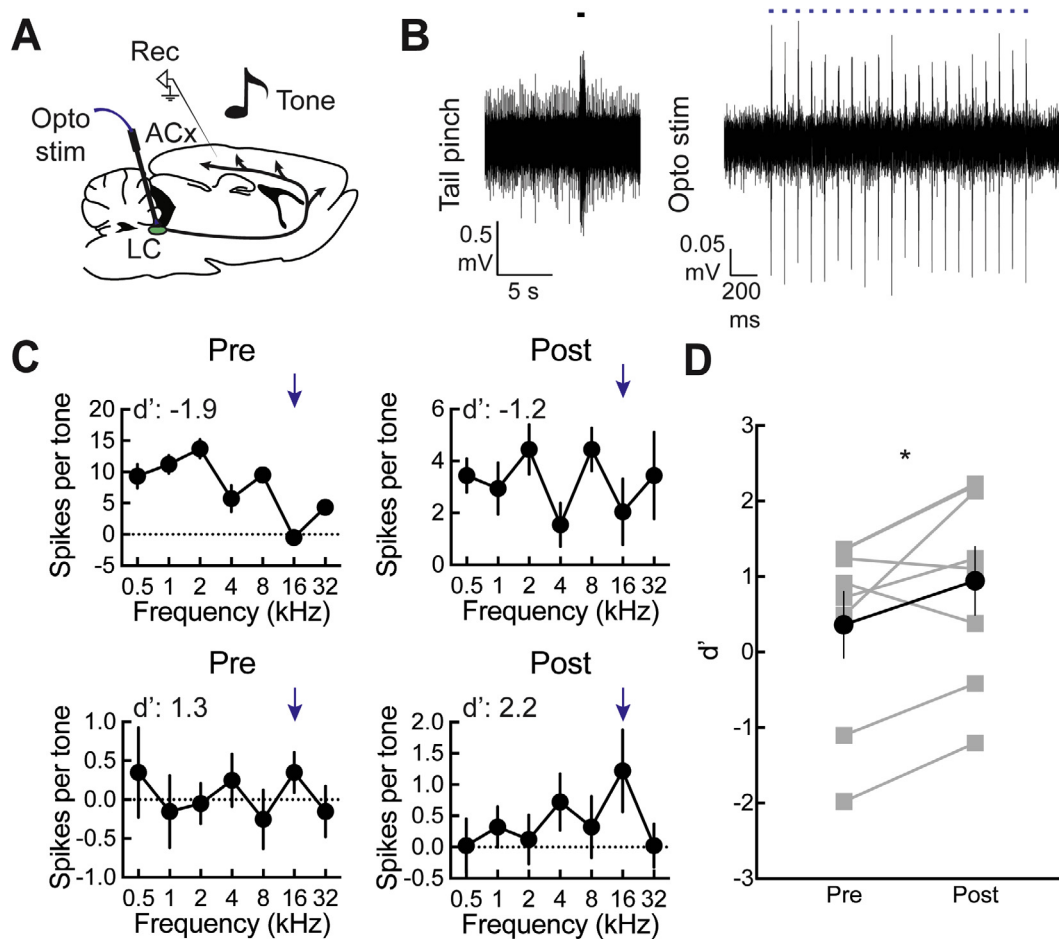 A
Rec
Tone
Opto
stim
ACx
LC
B
Tail pinch
0.5
mV
5 s
Opto stim
0.05
mV
200
ms
C
Pre
d': -1.9
Spikes per tone
20
15
10
5
0
-5
0.5 1 2 4 8 16 32
Frequency (kHz)
Post
d': -1.2
Spikes per tone
6
4
2
0
0.5 1 2 4 8 16 32
Frequency (kHz)
Pre
d': 1.3
Spikes per tone
1.0
0.5
0.0
-0.5
-1.0
0.5 1 2 4 8 16 32
Frequency (kHz)
Post
d': 2.2
Spikes per tone
2.0
1.5
1.0
0.5
0.0
-0.5
0.5 1 2 4 8 16 32
Frequency (kHz)
D
d'
3
2
1
0
-1
-2
-3
*
Pre Post